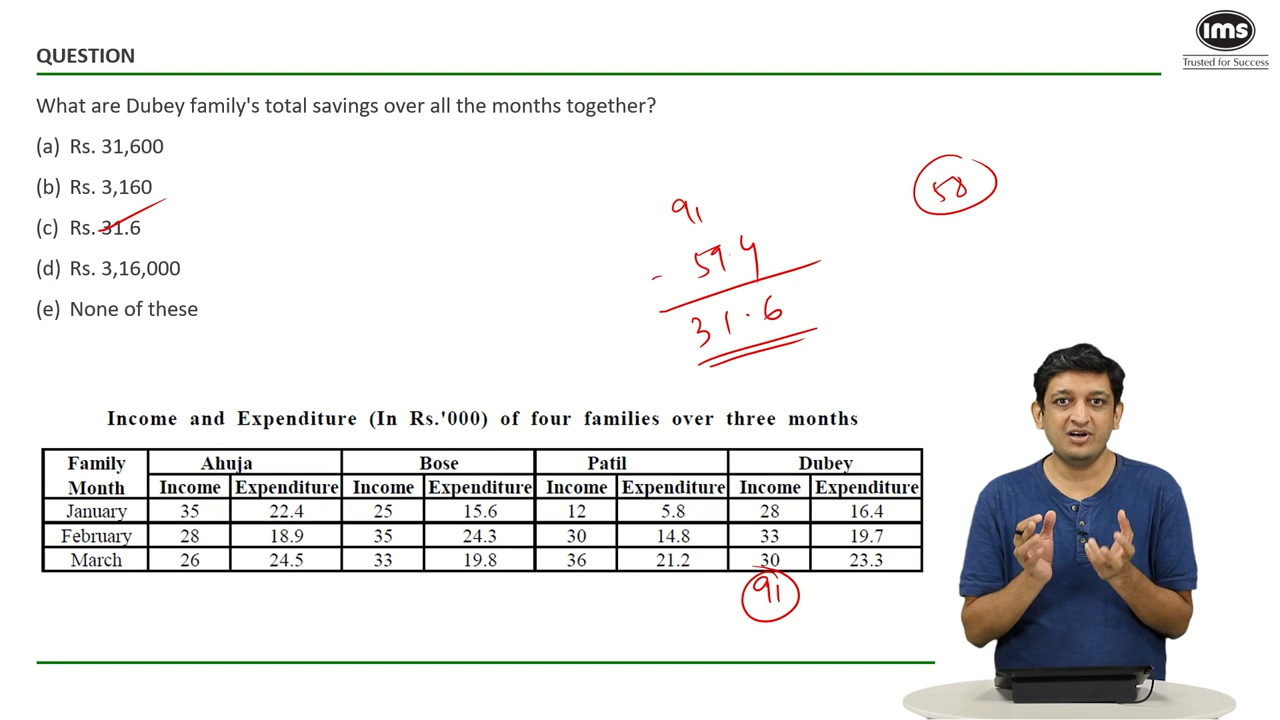 ims
Trusted for Success
QUESTION
What are Dubey family's total savings over all the months together?
(a) Rs. 31,600
(b) Rs. 3,160
(c) Rs. 31.6
(d) Rs. 3,16,000
(e) None of these
58
91
- 59.4
31.6
Income and Expenditure (In Rs.'000) of four families over three months
Family Month Ahuja Bose Patil Dubey
Income Expenditure Income Expenditure Income Expenditure Income Expenditure
January 35 22.4 25 15.6 12 5.8 28 16.4
February 28 18.9 35 24.3 30 14.8 33 19.7
March 26 24.5 33 19.8 36 21.2 30 23.3
91